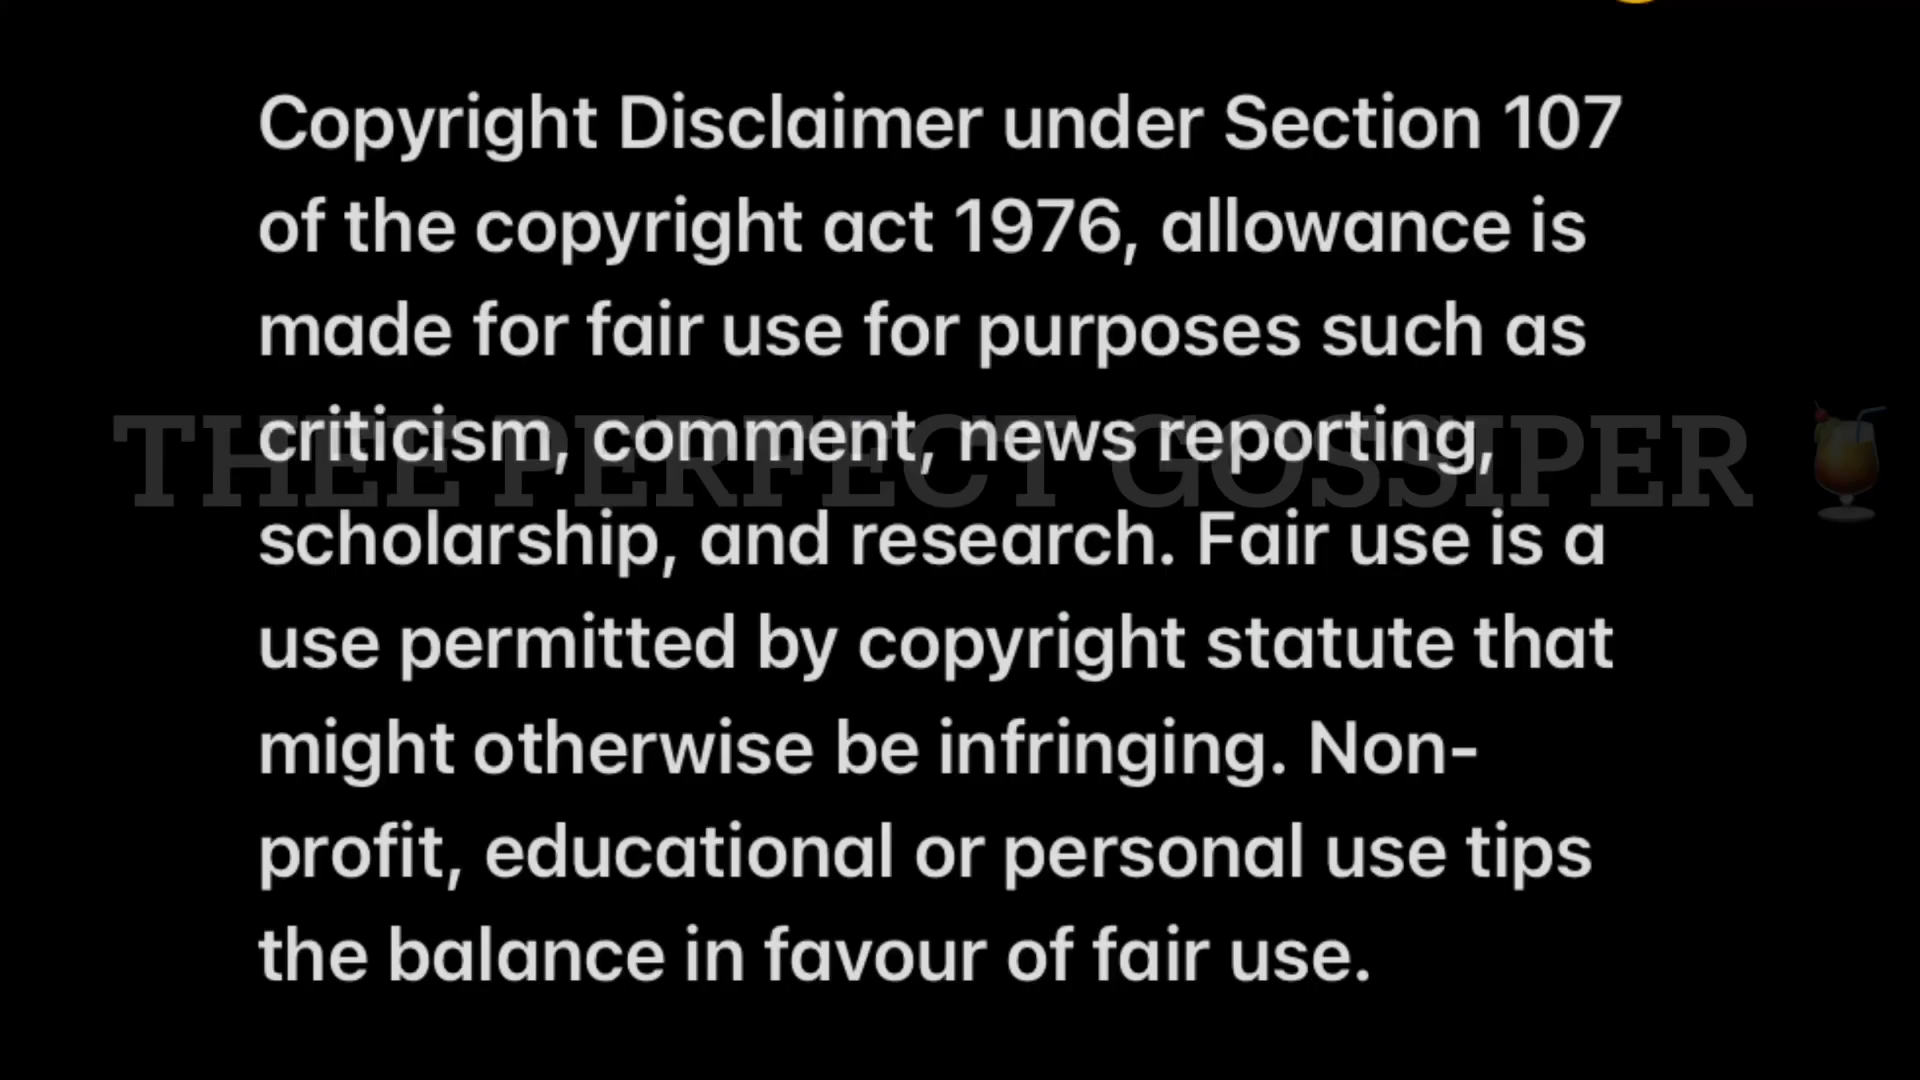 Copyright Disclaimer under Section 107
of the copyright act 1976, allowance is
made for fair use for purposes such as
criticism, comment, news reporting,
THEE PERFECT GOSSIPER
scholarship, and research. Fair use is a
use permitted by copyright statute that
might otherwise be infringing. Non-
profit, educational or personal use tips
the balance in favour of fair use.